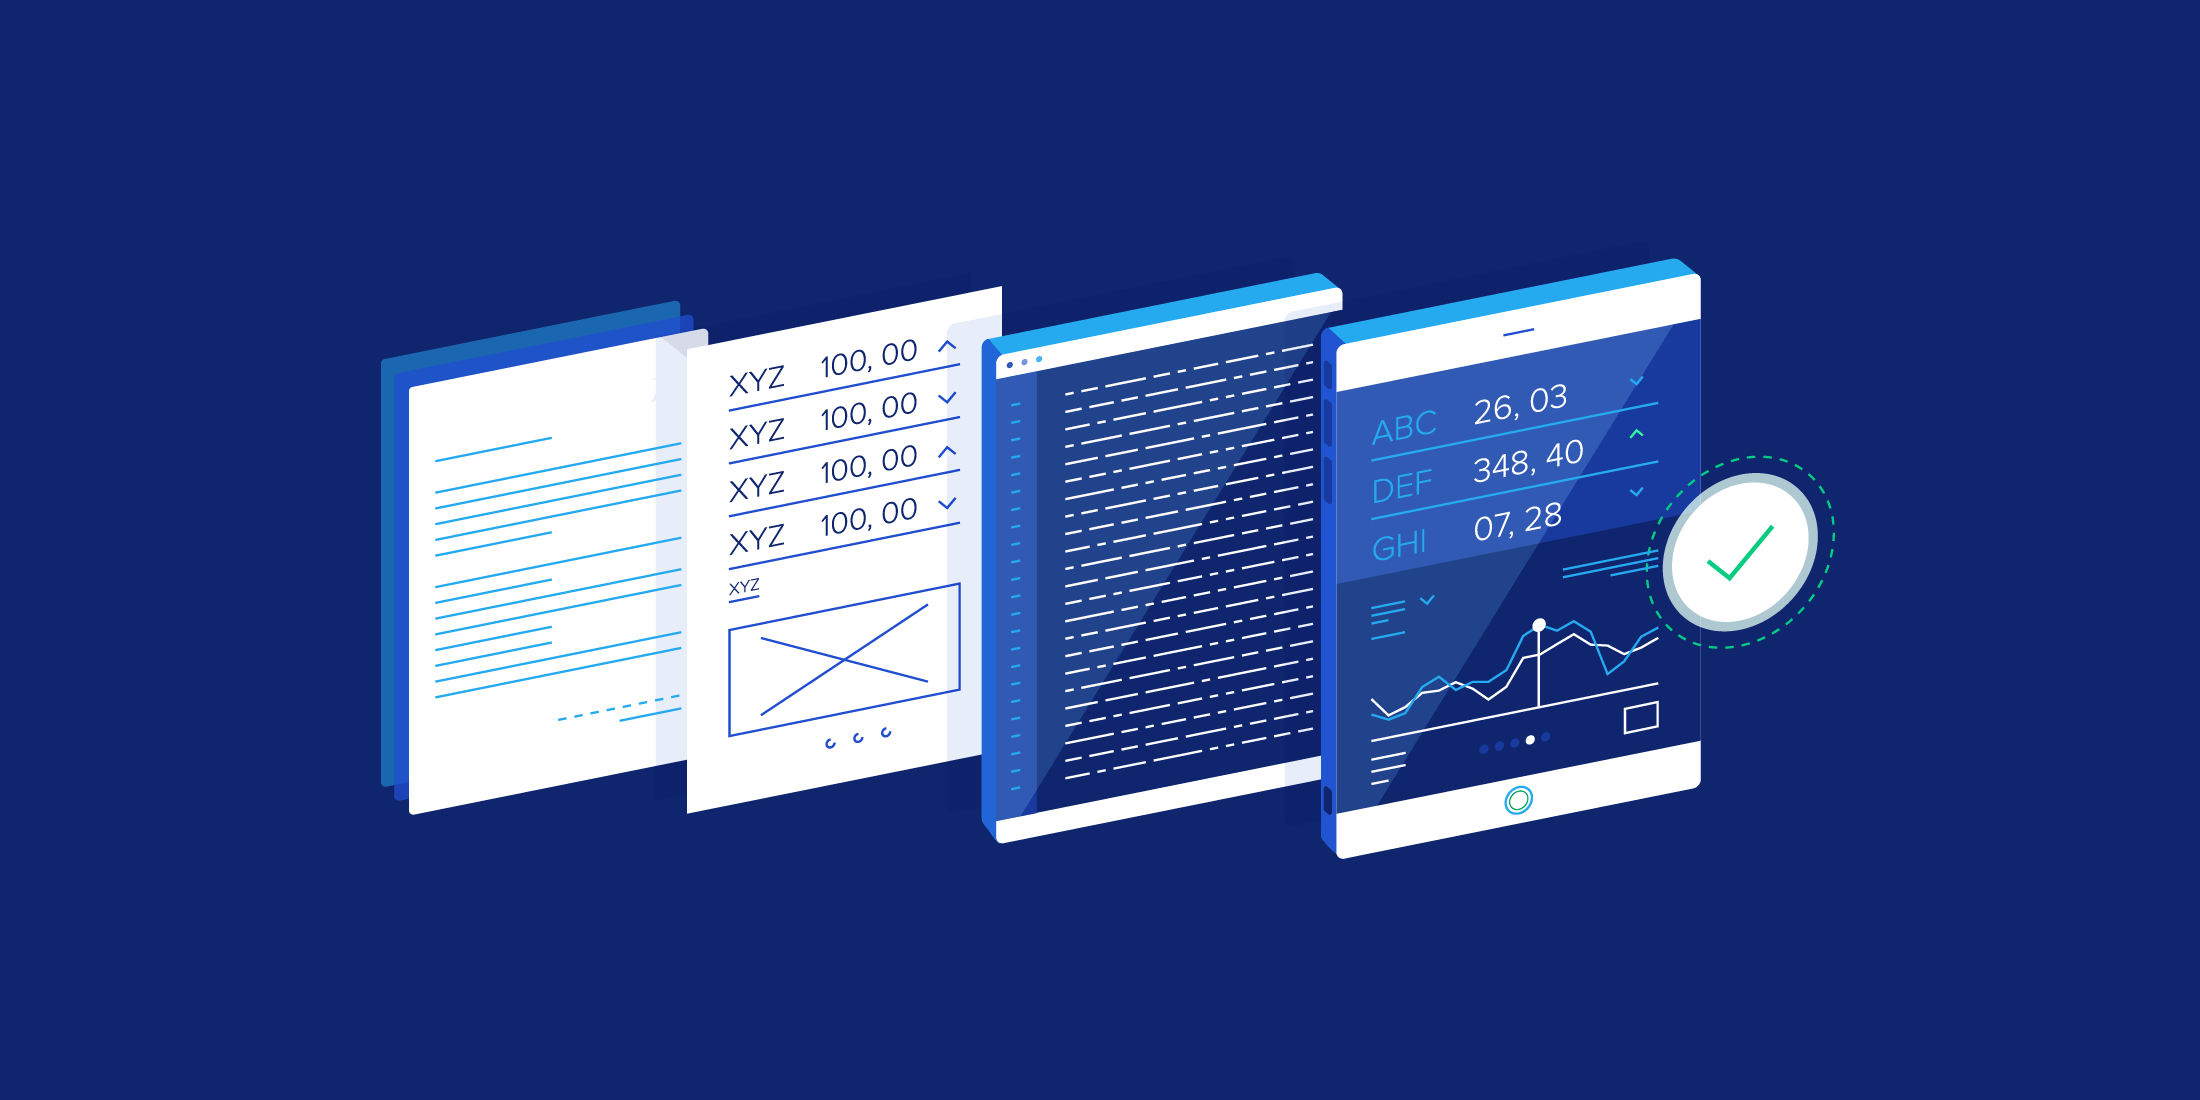 XYZ 100, 00
XYZ 100, 00
XYZ 100, 00
XYZ 100, 00
XYZ
ABC 26, 03
DEF 348, 40
GHI 07, 28